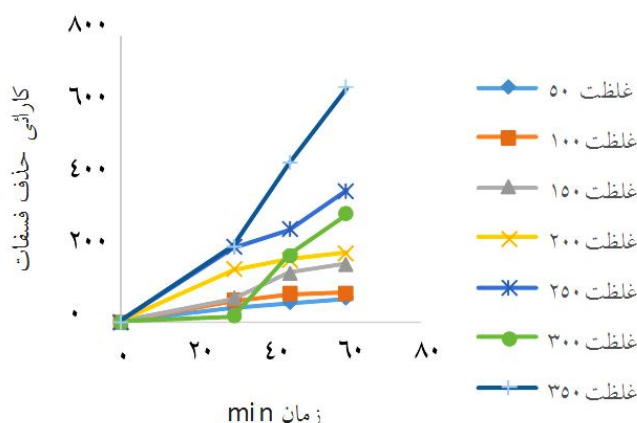 کارائی حذف فسفات
۸۰۰
۶۰۰
۴۰۰
۲۰۰
۰
۰ ۲۰ ۴۰ ۶۰ ۸۰
زمان min
غلظت ۵۰
غلظت ۱۰۰
غلظت ۱۵۰
غلظت ۲۰۰
غلظت ۲۵۰
غلظت ۳۰۰
غلظت ۳۵۰